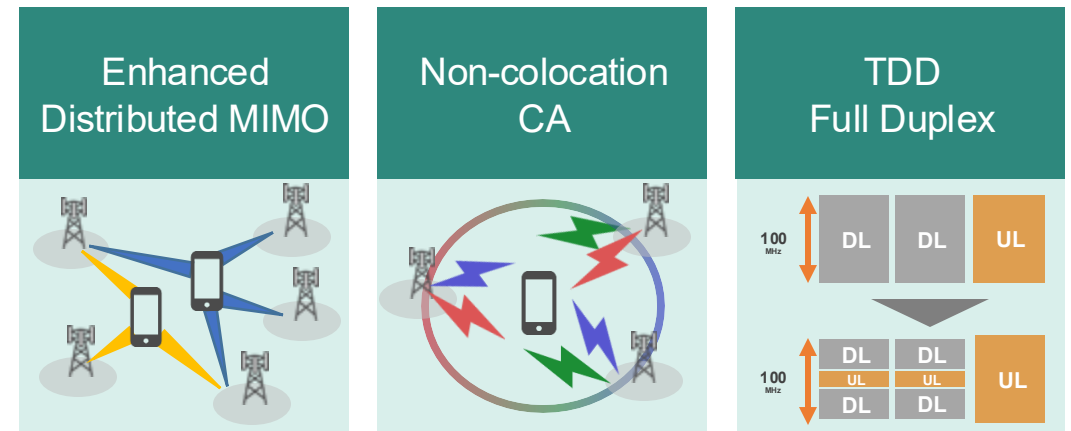 Enhanced
Distributed MIMO
Non-colocation
CA
TDD
Full Duplex
100
MHz
DL DL UL
100
MHz
DL DL
UL UL UL
DL DL